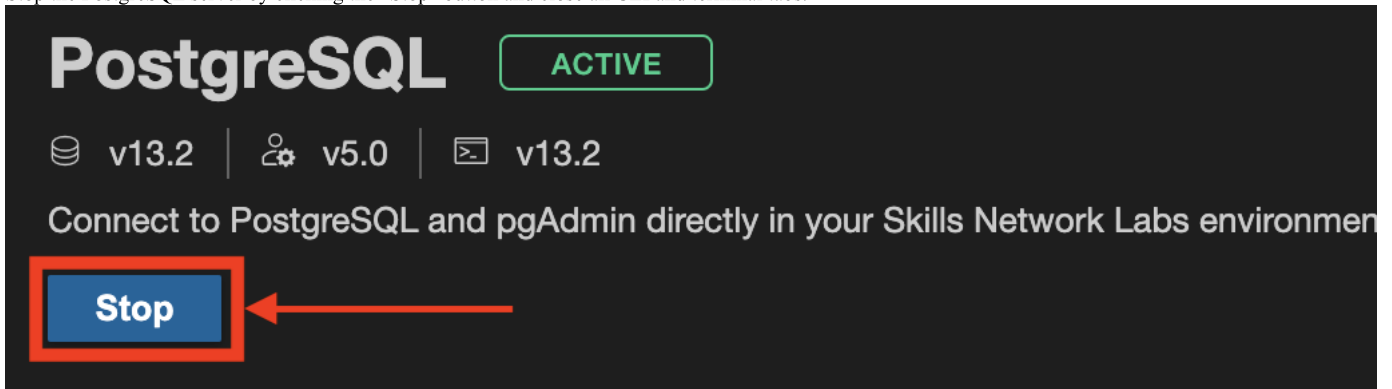 PostgreSQL ACTIVE
v13.2 v5.0 v13.2
Connect to PostgreSQL and pgAdmin directly in your Skills Network Labs
Stop